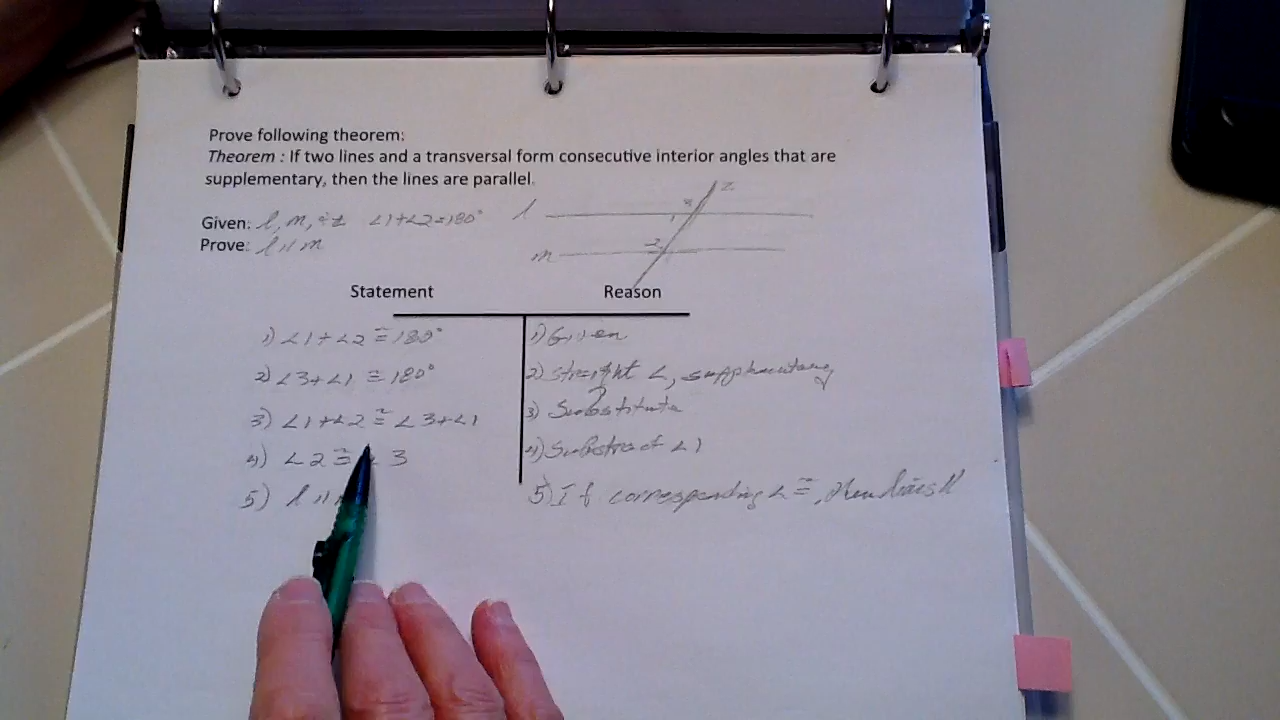 Prove following theorem:
Theorem : If two lines and a transversal form consecutive interior angles that are
supplementary, then the lines are parallel.
Given: l, m, ∠1+∠2=180°
Prove: l ∥ m
l
m
1
2
Statement
Reason
1) ∠1+∠2 ≅ 180°
1) Given
2) ∠3+∠1 ≅ 180°
2) straight ∠,
3) ∠1+∠2 ≅ ∠3+∠1
3) Substitute
4) ∠2 ≅ 3
4) ∠1
5) l ∥
5) If corresponding ∠ ≅, then lines ∥